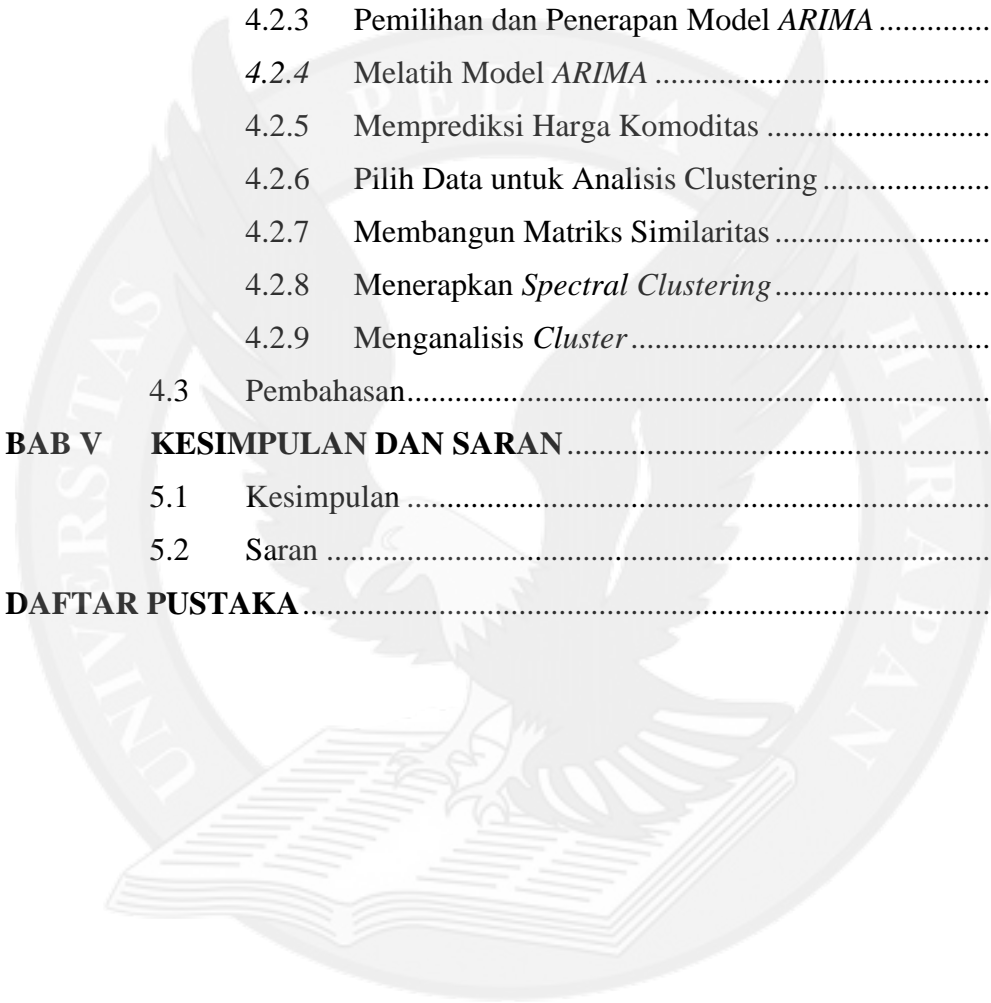 4.2.3 Pemilihan dan Penerapan Model ARIMA ..............
4.2.4 Melatih Model ARIMA ..........................................
4.2.5 Memprediksi Harga Komoditas ............................
4.2.6 Pilih Data untuk Analisis Clustering .....................
4.2.7 Membangun Matriks Similaritas ...........................
4.2.8 Menerapkan Spectral Clustering ...........................
4.2.9 Menganalisis Cluster .............................................
4.3 Pembahasan.........................................................................
BAB V KESIMPULAN DAN SARAN .....................................................
5.1 Kesimpulan .........................................................................
5.2 Saran ...................................................................................
DAFTAR PUSTAKA ......................................................................................
UNIVERSITAS PELITA HARAPAN